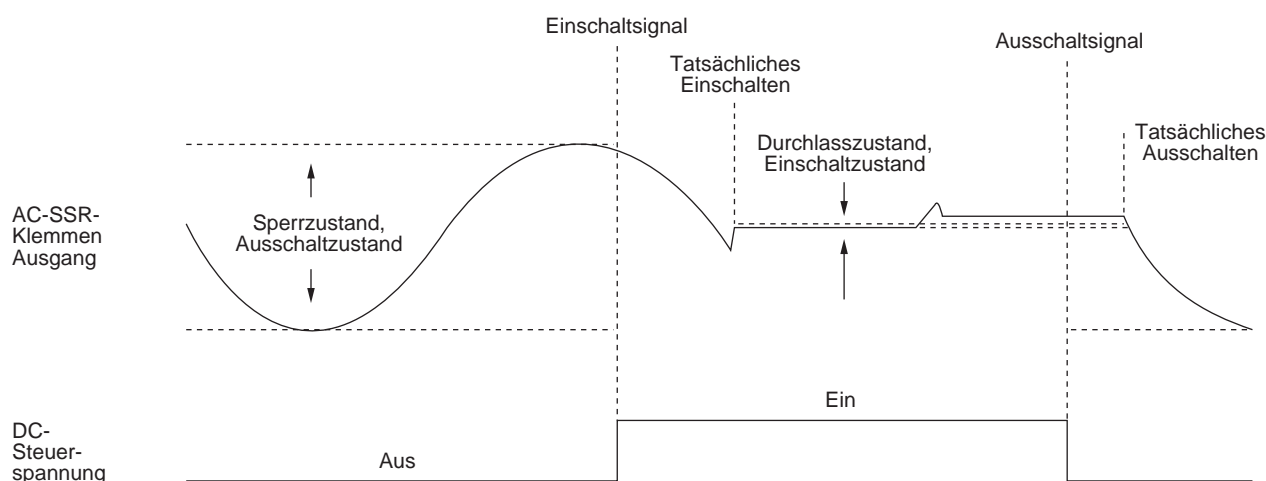 Einschaltsignal
Ausschaltsignal
Tatsächliches
Einschalten
Durchlasszustand,
Einschaltzustand
Tatsächliches
Ausschalten
AC-SSR-
Klemmen
Ausgang
Sperrzustand,
Ausschaltzustand
Ein
DC-
Steuer-
spannung
Aus